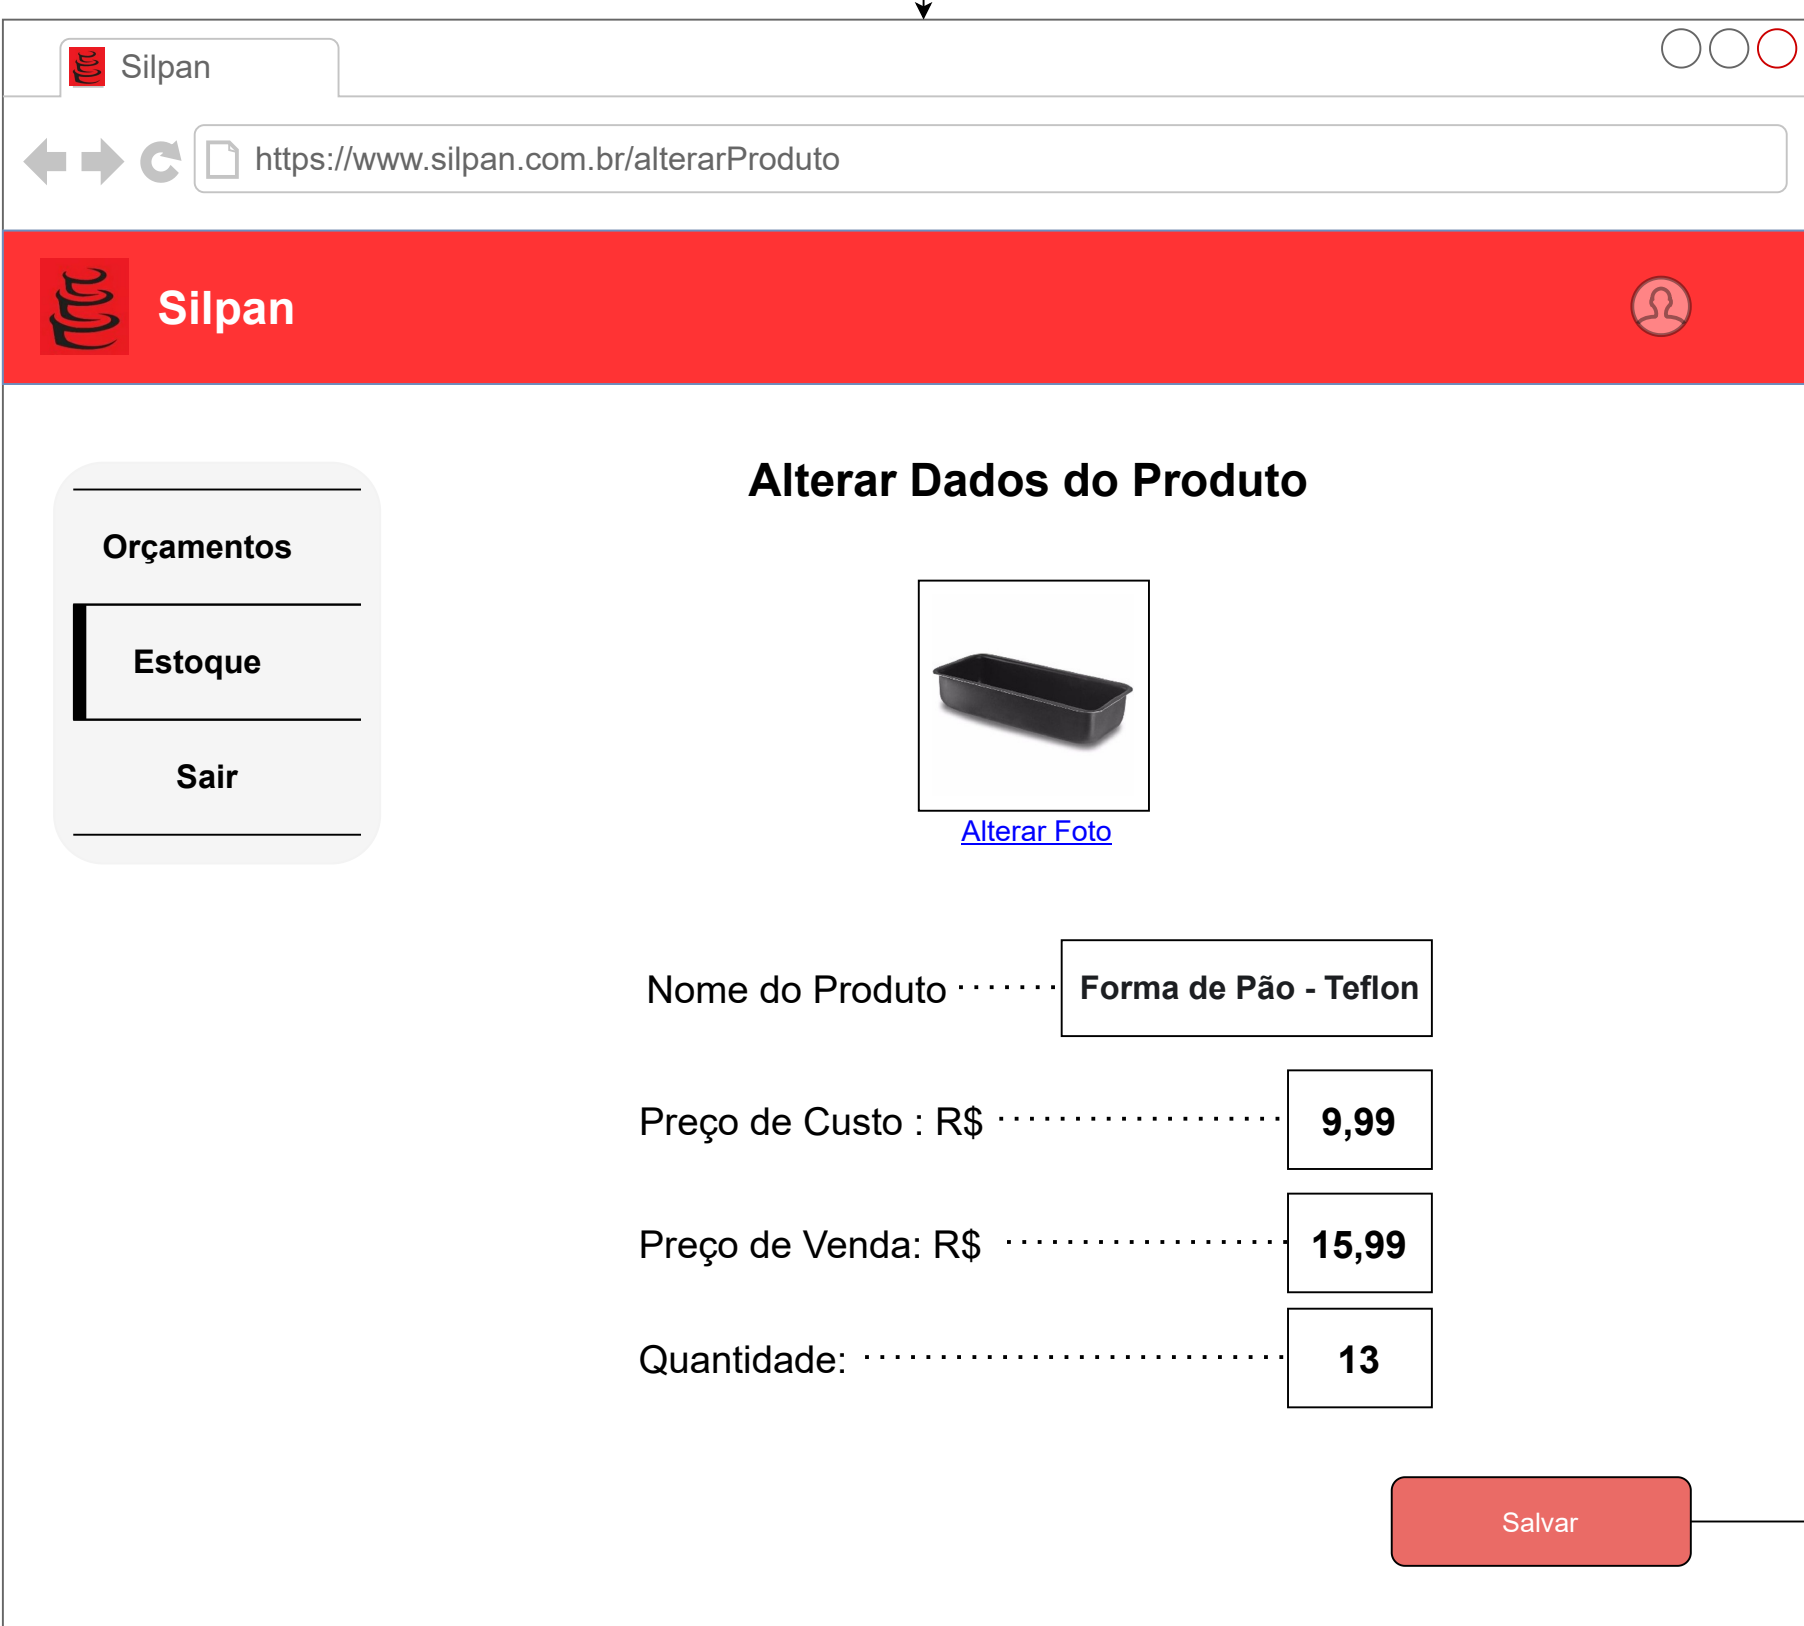 Silpan
https://www.silpan.com.br/alterarProduto
Silpan
Alterar Dados do Produto
Orçamentos
Estoque
Sair
Alterar Foto
Nome do Produto ....... Forma de Pão - Teflon
Preço de Custo : R$ ................... 9,99
Preço de Venda: R$ ................... 15,99
Quantidade: ............................ 13
Salvar